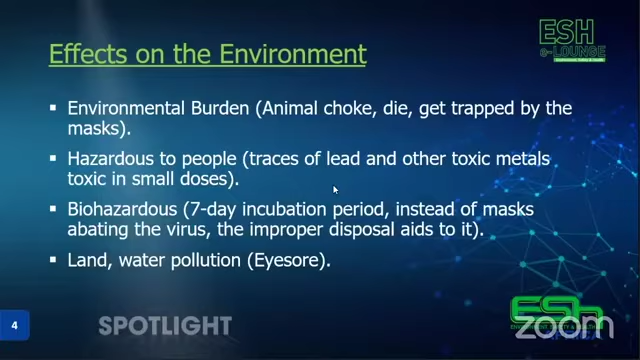 Effects on the Environment
ESH
e-LOUNGE
▪ Environmental Burden (Animal choke, die, get trapped by the
masks).
▪ Hazardous to people (traces of lead and other toxic metals
toxic in small doses).
▪ Biohazardous (7-day incubation period, instead of masks
abating the virus, the improper disposal aids to it).
▪ Land, water pollution (Eyesore).
4
SPOTLIGHT
ESh
zoom